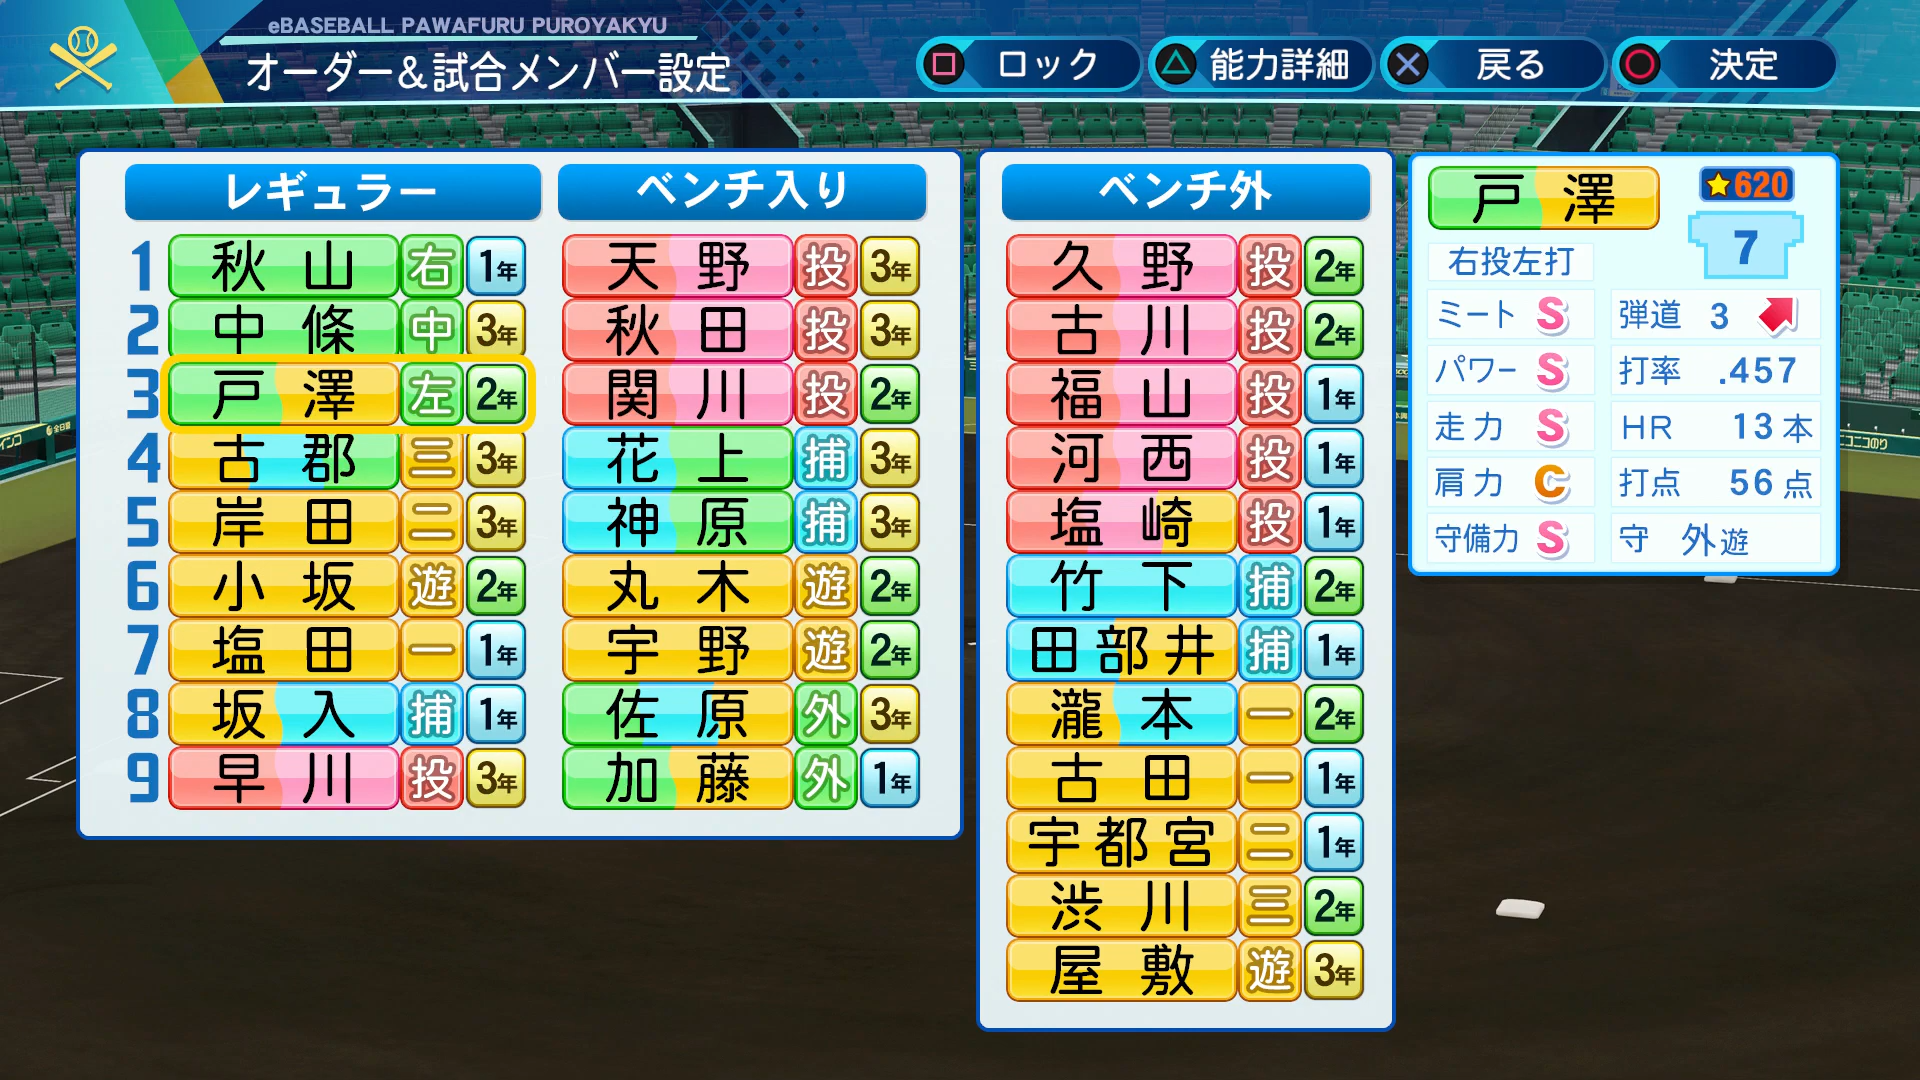 eBASEBALL PAWAFURU PUROYAKYU
オーダー&試合メンバー設定
ロック 能力詳細 戻る 決定
レギュラー
1 秋山 右 1年
2 中條 中 3年
3 戸澤 左 2年
4 古郡 三 3年
5 岸田 二 3年
6 小坂 遊 2年
7 塩田 一 1年
8 坂入 捕 1年
9 早川 投 3年
ベンチ入り
天野 投 3年
秋田 投 3年
関川 投 2年
花上 捕 3年
神原 捕 3年
丸木 遊 2年
宇野 遊 2年
佐原 外 3年
加藤 外 1年
ベンチ外
久野 投 2年
古川 投 2年
福山 投 1年
河西 投 1年
塩崎 投 1年
竹下 捕 2年
田部井 捕 1年
瀧本 一 2年
古田 一 1年
宇都宮 二 1年
渋川 三 2年
屋敷 遊 3年
戸澤 ★620
7
右投左打
ミート S 弾道 3
パワー S 打率 .457
走力 S HR 13本
肩力 C 打点 56点
守備力 S 守 外遊